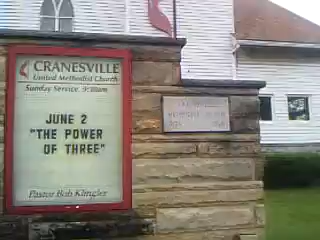 CRANESVILLE
United Methodist Church
Sunday Service 9:30am
JUNE 2
"THE POWER
OF THREE"
Pastor Bob Klingler